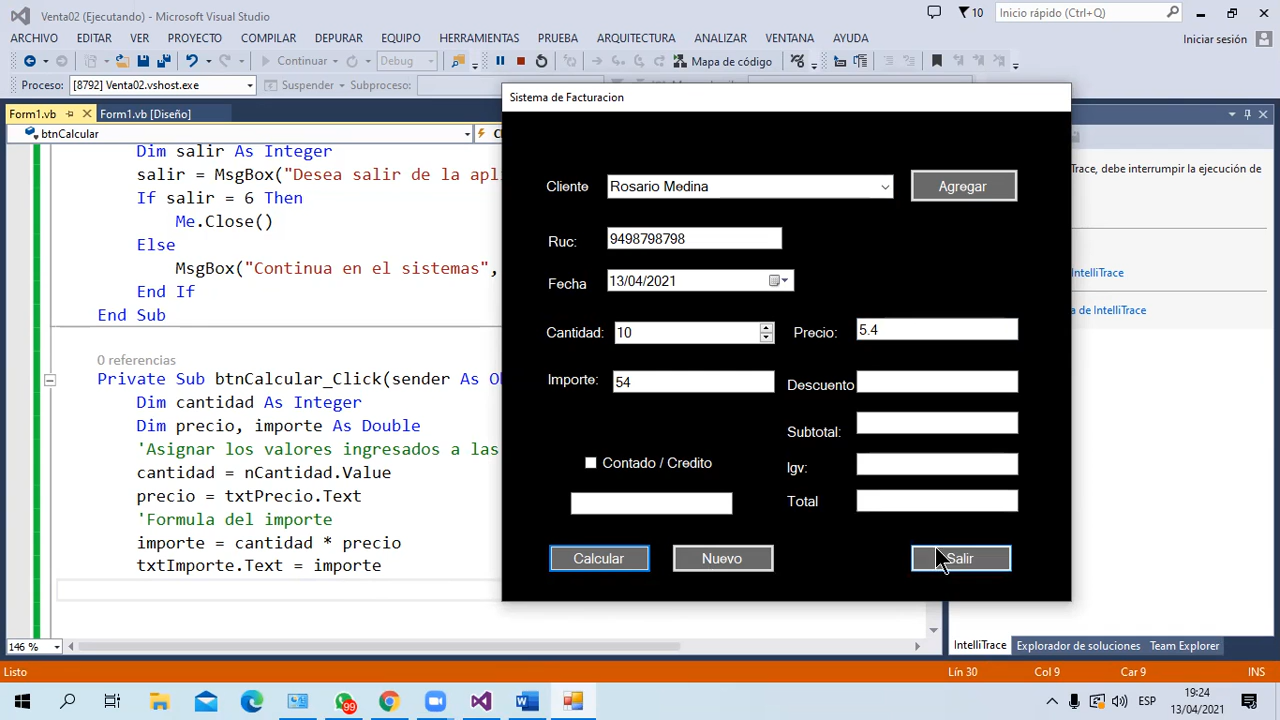 Venta02 (Ejecutando) - Microsoft Visual Studio
10
Inicio rápido (Ctrl+Q)
ARCHIVO EDITAR VER PROYECTO COMPILAR DEPURAR EQUIPO HERRAMIENTAS PRUEBA ARQUITECTURA ANALIZAR VENTANA AYUDA
Iniciar sesión
Continuar Debug Mapa de código
Proceso: [8792] Venta02.vshost.exe Suspender Subproceso:
Form1.vb Form1.vb [Diseño]
btnCalcular
Dim salir As Integer
salir = MsgBox("Desea salir de la apl
If salir = 6 Then
Me.Close()
Else
MsgBox("Continua en el sistemas",
End If
End Sub
0 referencias
Private Sub btnCalcular_Click(sender As Ob
Dim cantidad As Integer
Dim precio, importe As Double
'Asignar los valores ingresados a las
cantidad = nCantidad.Value
precio = txtPrecio.Text
'Formula del importe
importe = cantidad * precio
txtImporte.Text = importe
146 %
Sistema de Facturacion
Cliente Rosario Medina Agregar
Ruc: 9498798798
Fecha 13/04/2021
Cantidad: 10 Precio: 5.4
Importe: 54 Descuento
Subtotal:
Contado / Credito Igv:
Total
Calcular Nuevo Salir
Trace, debe interrumpir la ejecución de
IntelliTrace
a de IntelliTrace
IntelliTrace Explorador de soluciones Team Explorer
Listo Lín 30 Col 9 Car 9 INS
99
ESP
19:24
13/04/2021